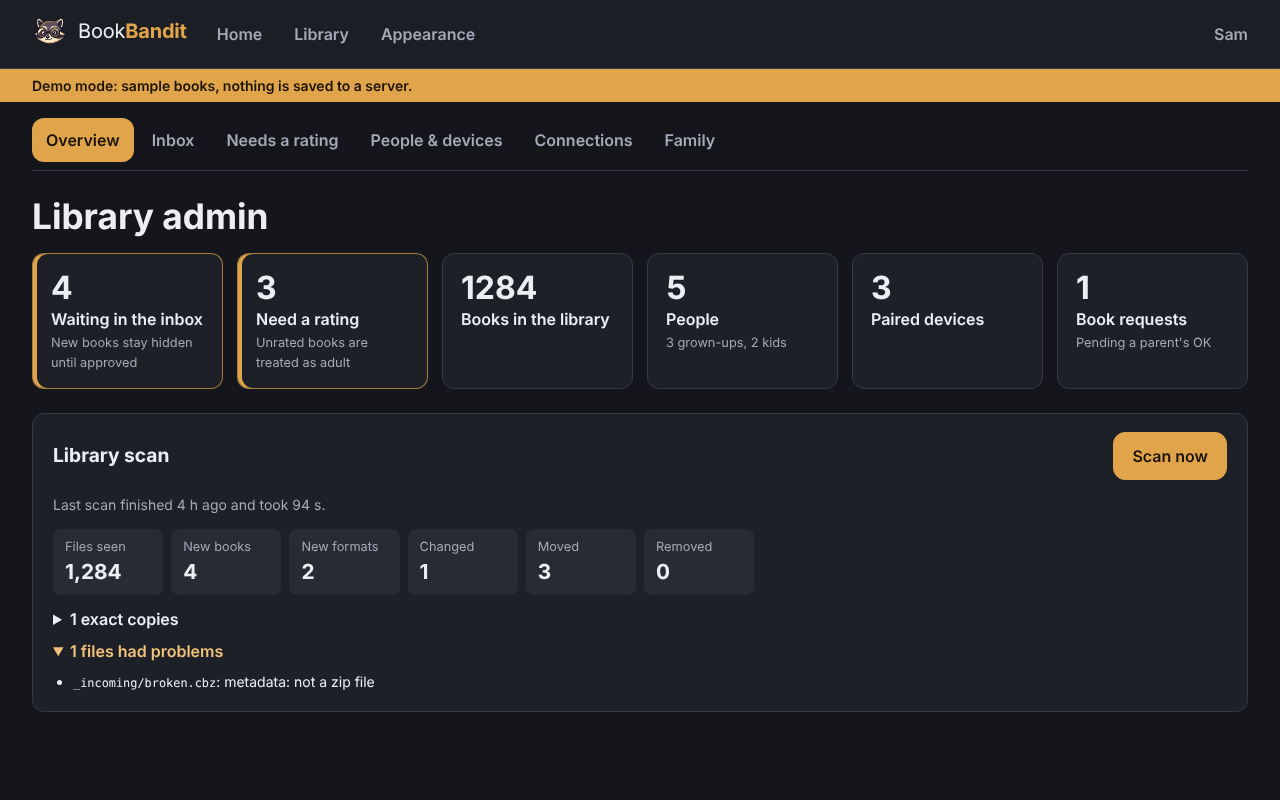 BookBandit Home Library Appearance Sam
Demo mode: sample books, nothing is saved to a server.
Overview Inbox Needs a rating People & devices Connections Family
Library admin
4
Waiting in the inbox
New books stay hidden
until approved
3
Need a rating
Unrated books are
treated as adult
1284
Books in the library
5
People
3 grown-ups, 2 kids
3
Paired devices
1
Book requests
Pending a parent's OK
Library scan
Scan now
Last scan finished 4 h ago and took 94 s.
Files seen
1,284
New books
4
New formats
2
Changed
1
Moved
3
Removed
0
1 exact copies
1 files had problems
_incoming/broken.cbz: metadata: not a zip file